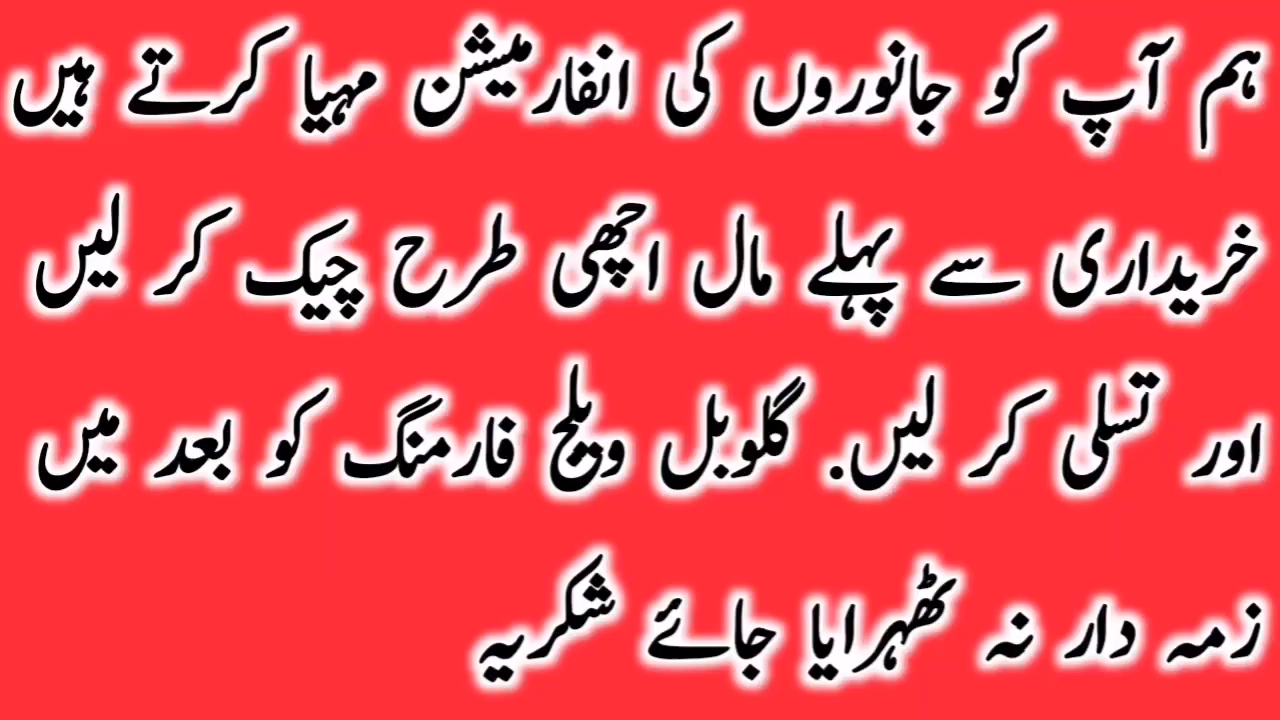 ہم آپ کو جانوروں کی انفارمیشن مہیا کرتے ہیں
خریداری سے پہلے مال اچھی طرح چیک کر لیں
اور تسلی کر لیں. گلوبل ویلج فارمنگ کو بعد میں
زمہ دار نہ ٹھہرایا جائے شکریہ